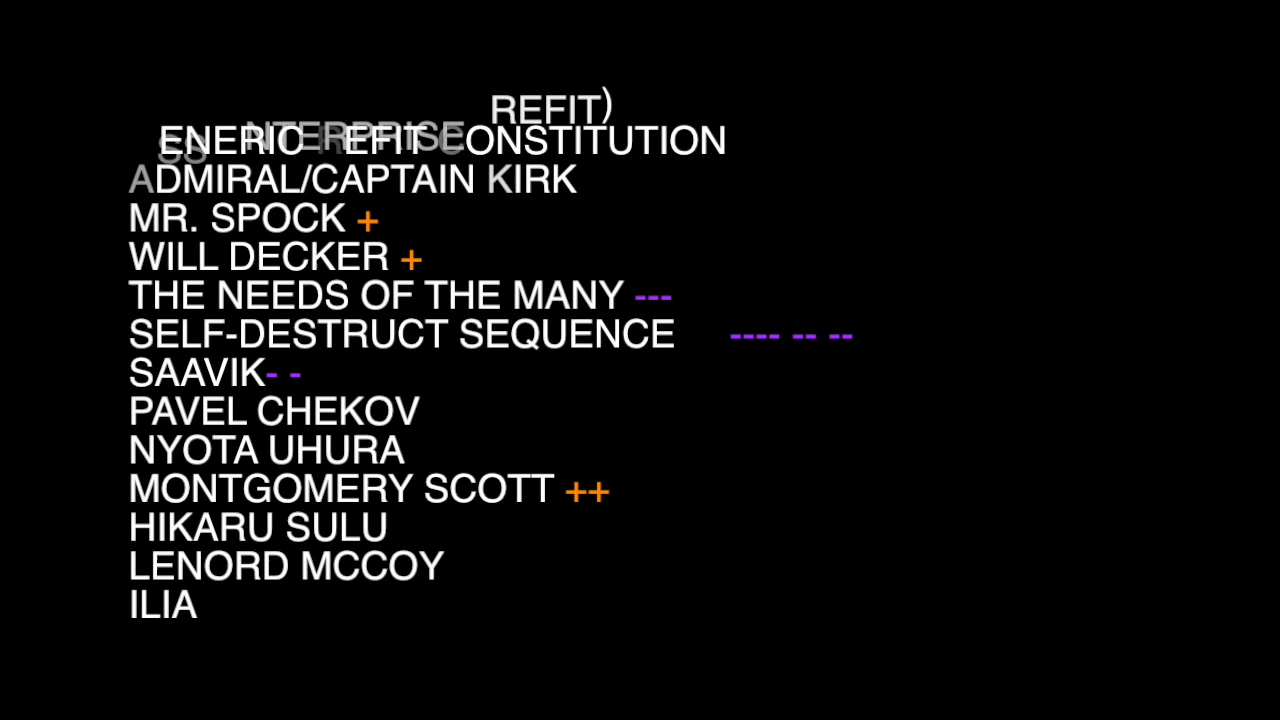 REFIT)
NTERPRISE
SS
ENERIC REFIT CONSTITUTION
ADMIRAL/CAPTAIN KIRK
MR. SPOCK +
WILL DECKER +
THE NEEDS OF THE MANY ---
SELF-DESTRUCT SEQUENCE ---- -- --
SAAVIK- -
PAVEL CHEKOV
NYOTA UHURA
MONTGOMERY SCOTT ++
HIKARU SULU
LENORD MCCOY
ILIA